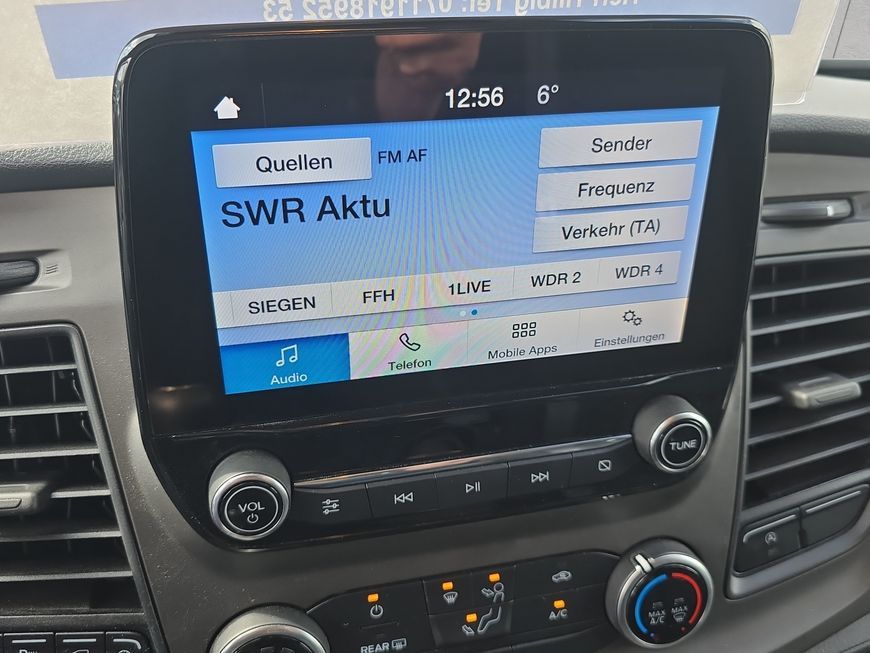 12:56 6°
Quellen FM AF Sender
SWR Aktu Frequenz
Verkehr (TA)
SIEGEN FFH 1LIVE WDR 2 WDR 4
Audio Telefon Mobile Apps Einstellungen
VOL TUNE
REAR A/C MAX A/C MAX